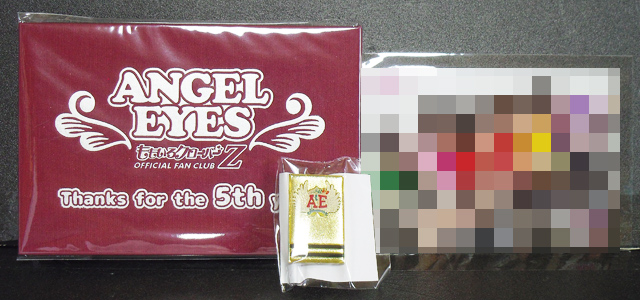 ANGEL
EYES
ももいろクローバーZ
OFFICIAL FAN CLUB
Thanks for the 5th y
AE